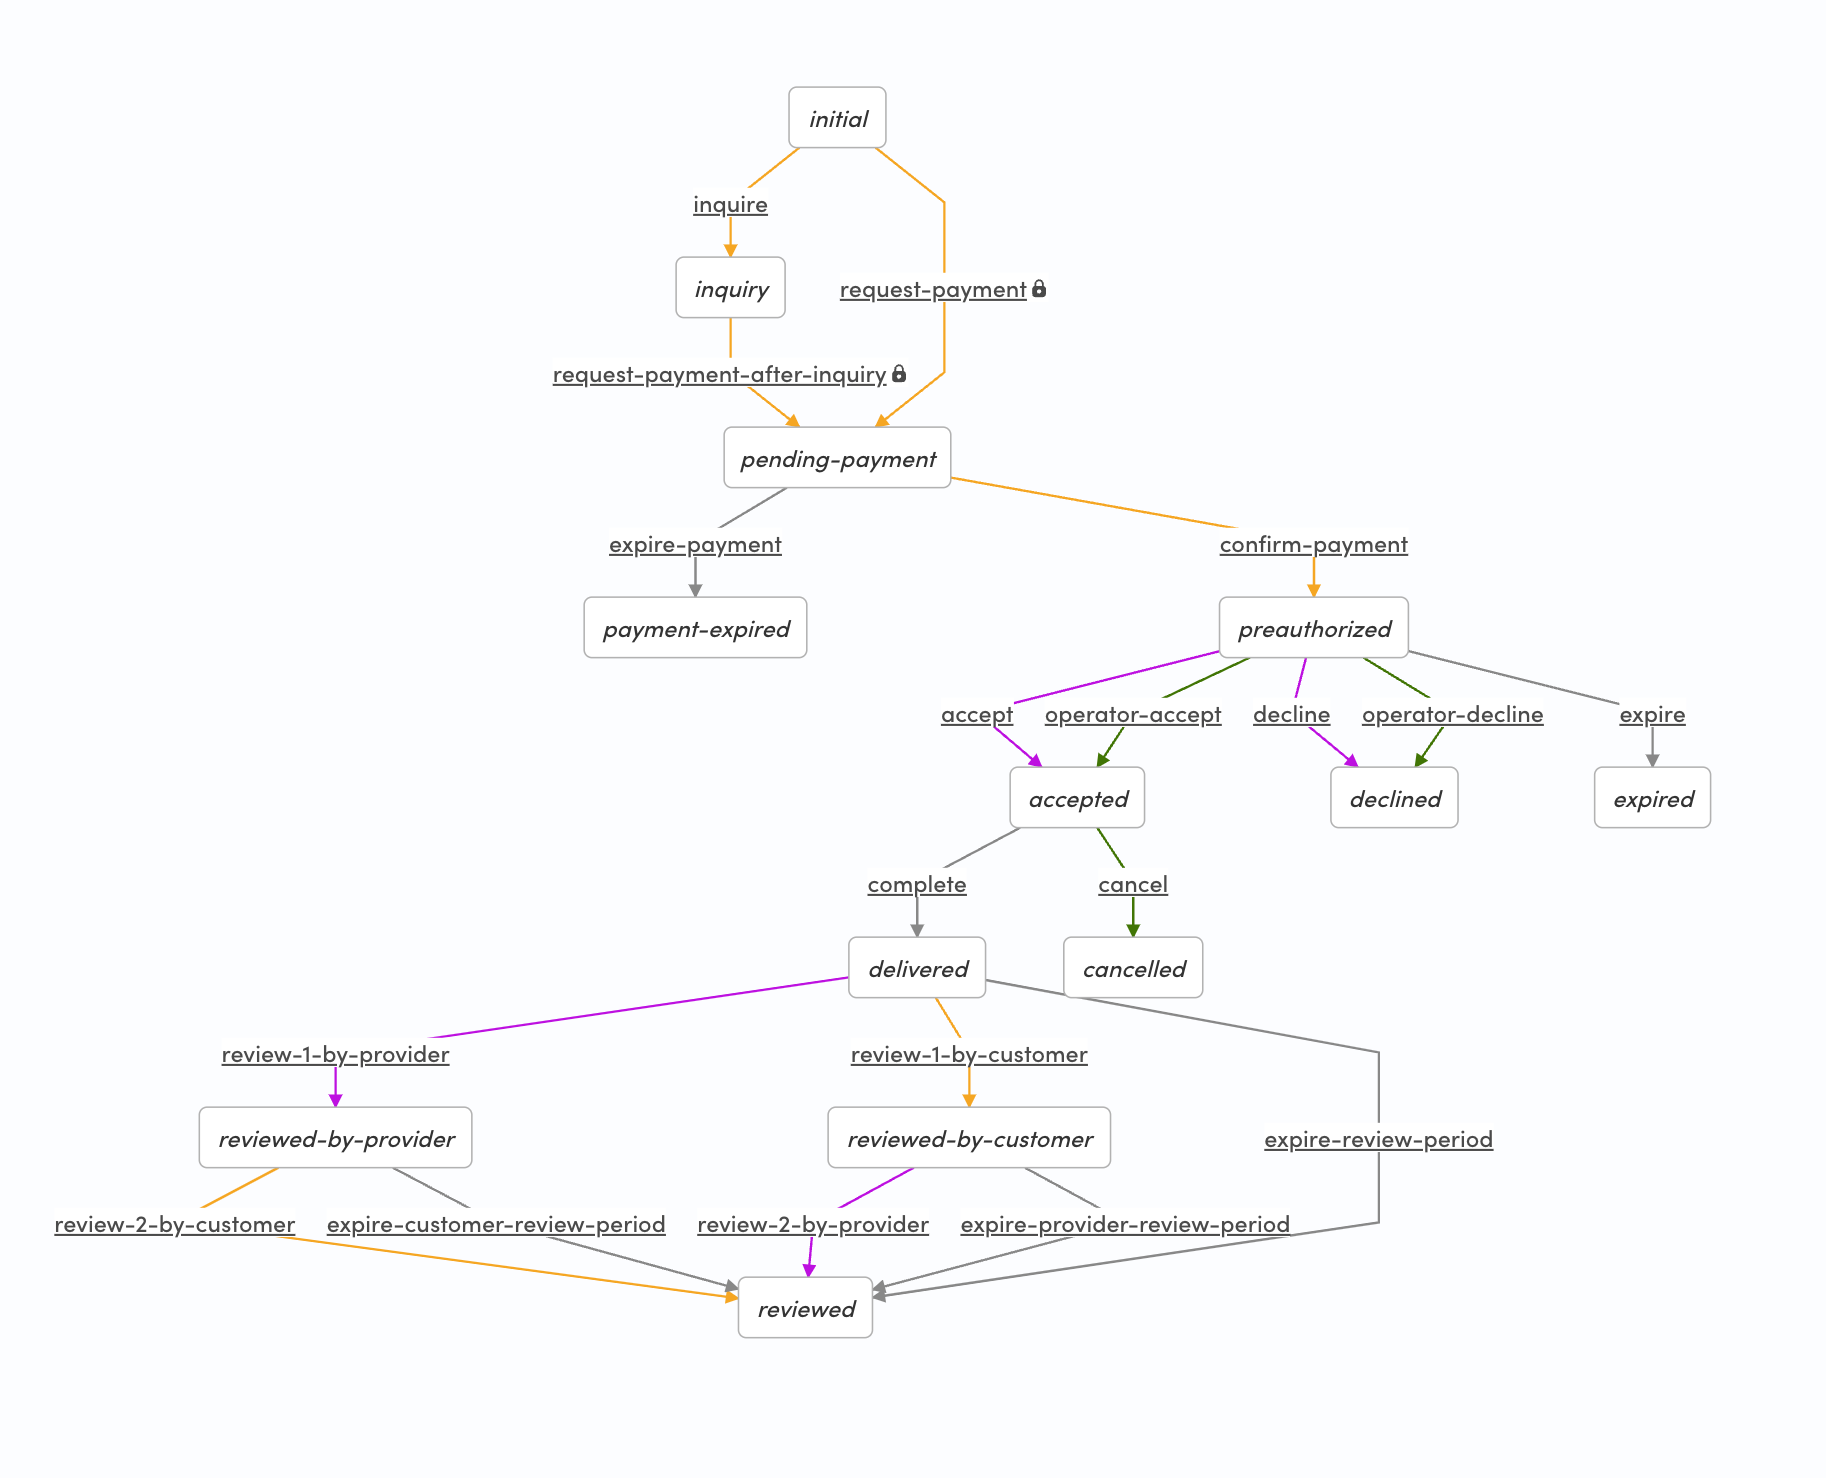 initial
inquire
inquiry
request-payment
request-payment-after-inquiry
pending-payment
expire-payment
confirm-payment
payment-expired
preauthorized
accept
operator-accept
decline
operator-decline
expire
accepted
declined
expired
complete
cancel
delivered
cancelled
review-1-by-provider
review-1-by-customer
reviewed-by-provider
reviewed-by-customer
expire-review-period
review-2-by-customer
expire-customer-review-period
review-2-by-provider
expire-provider-review-period
reviewed